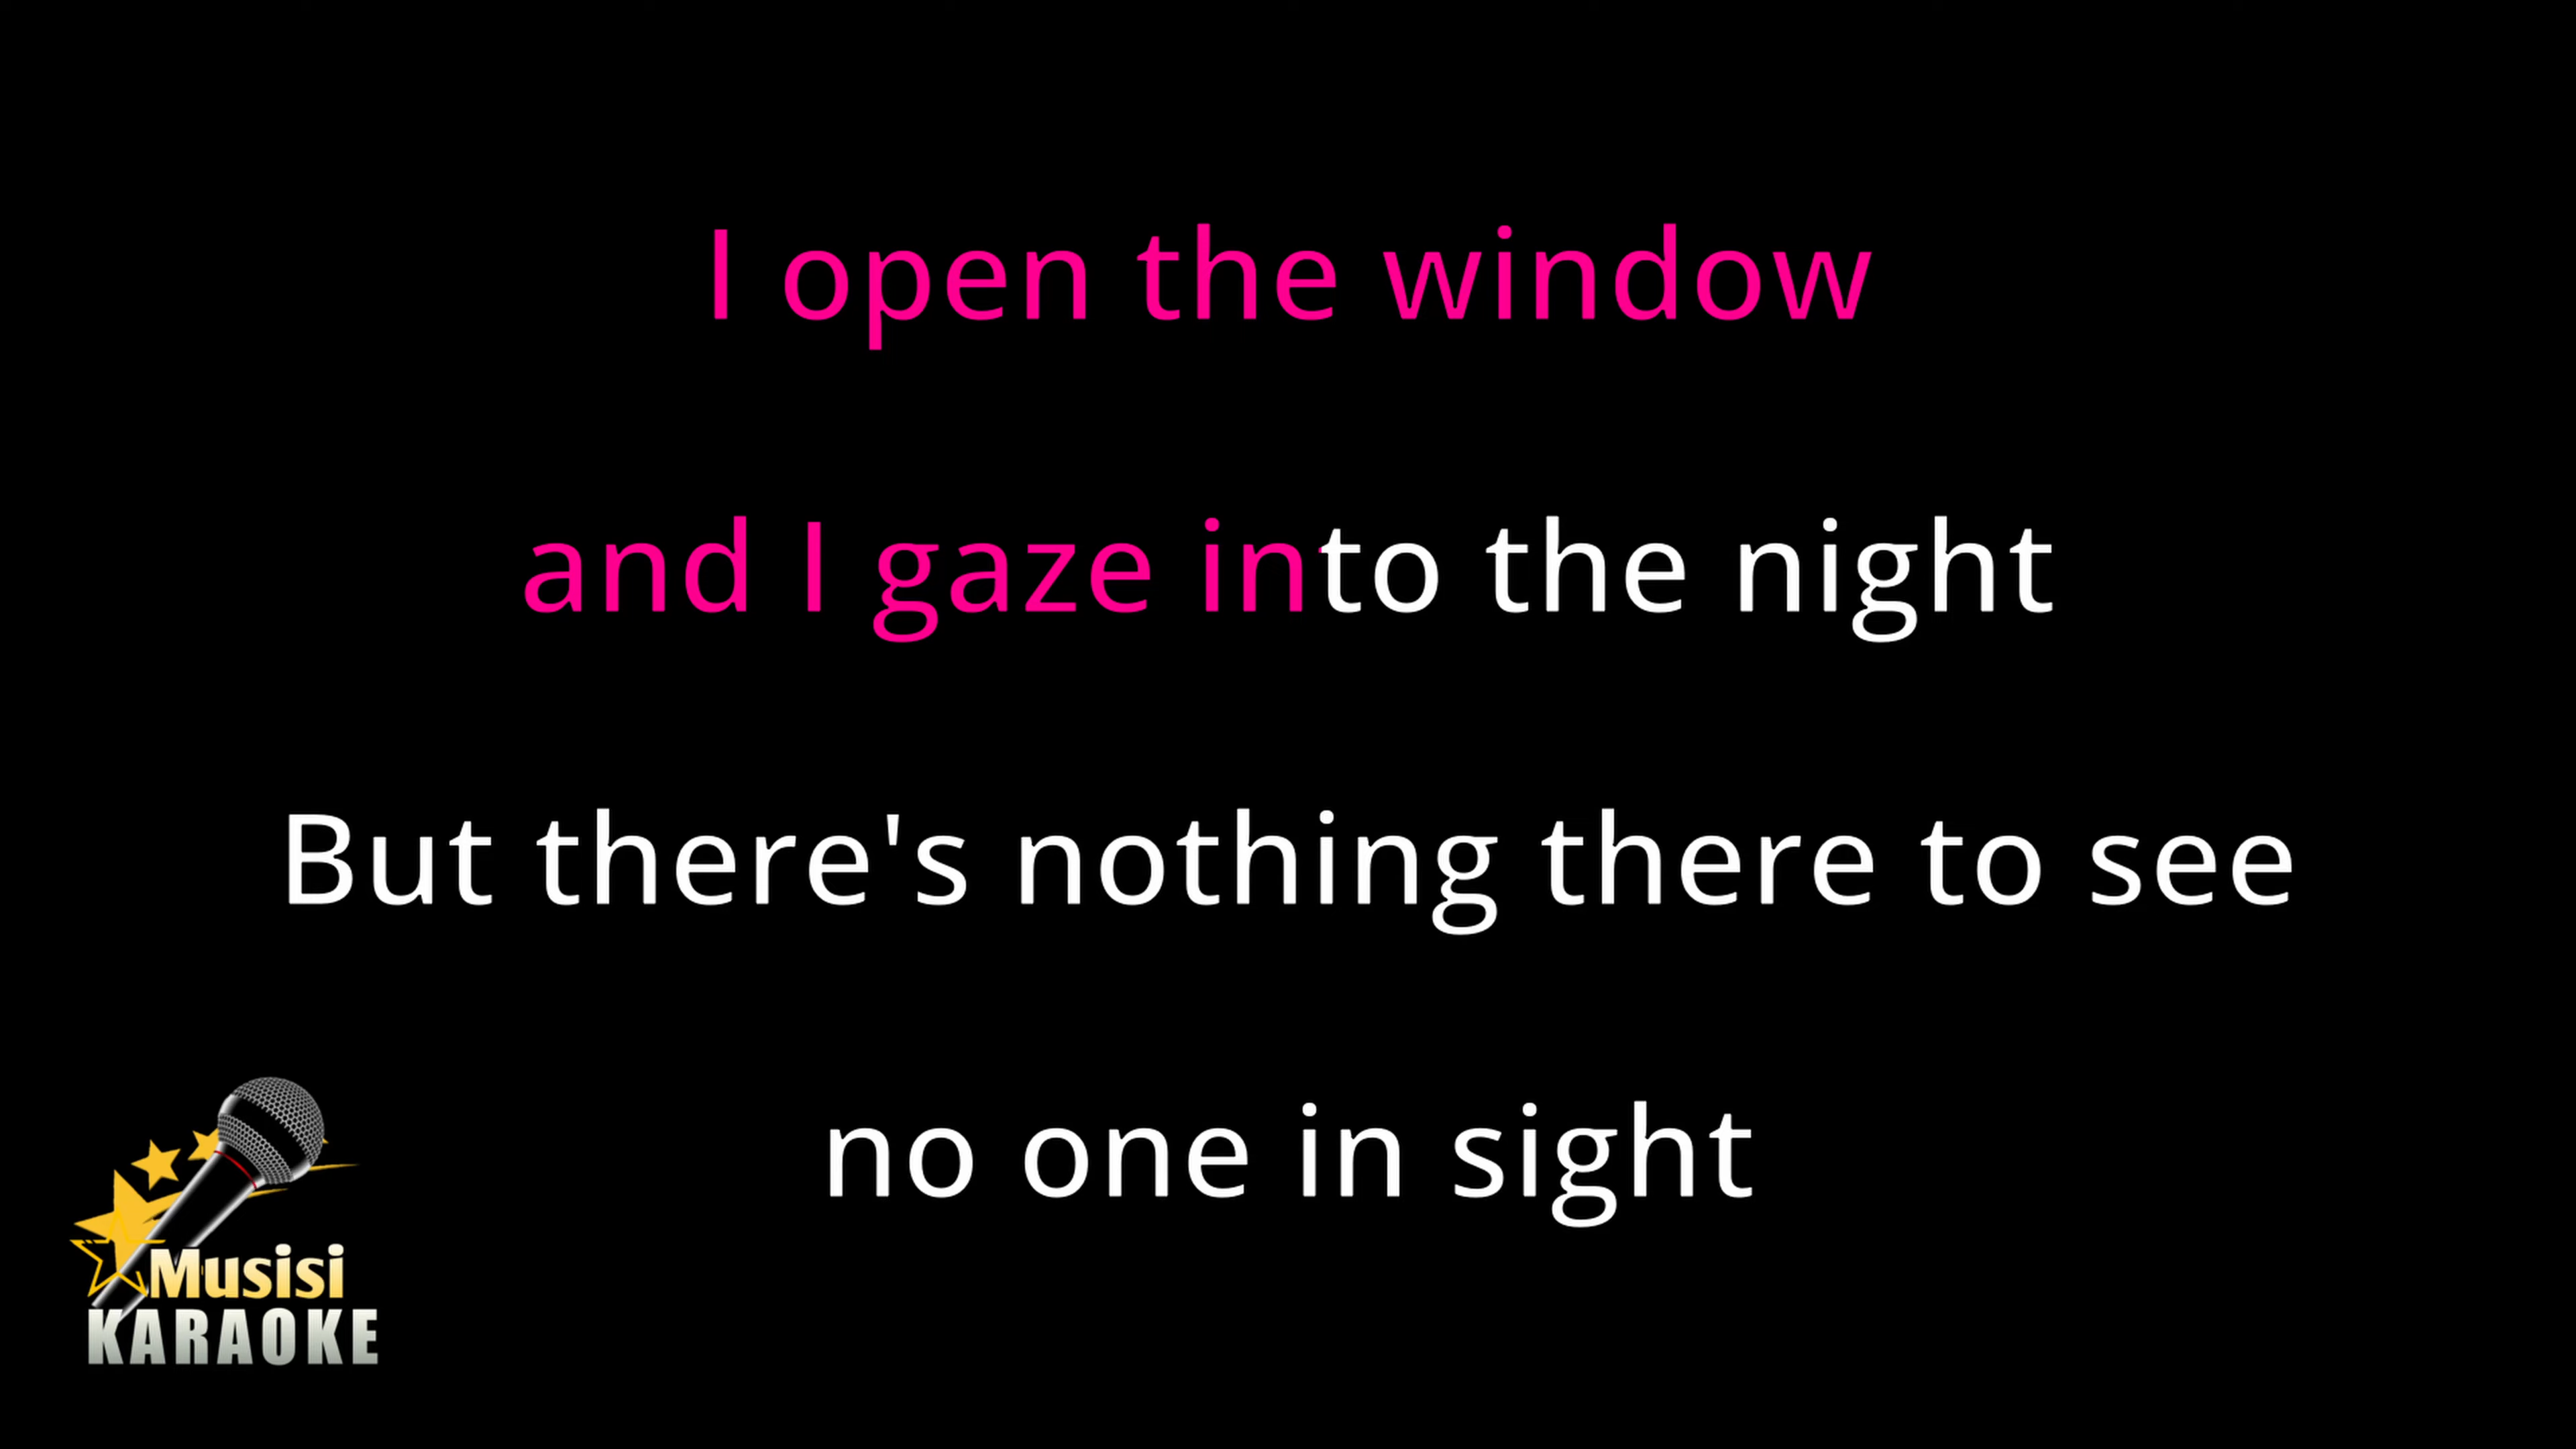 I open the window
and I gaze into the night
But there's nothing there to see
no one in sight
Musisi
KARAOKE